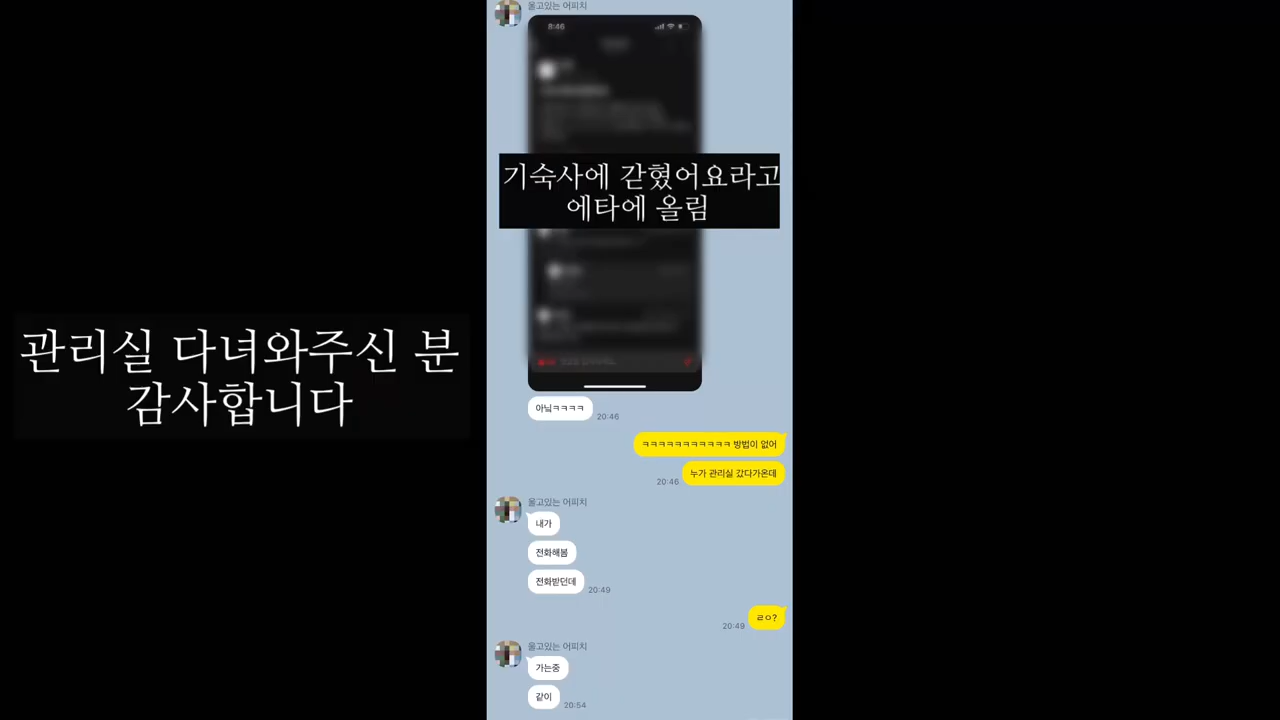 울고있는 어피치
8:46
기숙사에 갇혔어요라고
에타에 올림
관리실 다녀와주신 분
감사합니다
아닠ㅋㅋㅋㅋ
20:46
ㅋㅋㅋㅋㅋㅋㅋㅋㅋㅋㅋ 방법이 없어
누가 관리실 갔다가온데
20:46
울고있는 어피치
내가
전화해봄
전화받던데
20:49
ㄹㅇ?
20:49
울고있는 어피치
가는중
같이
20:54